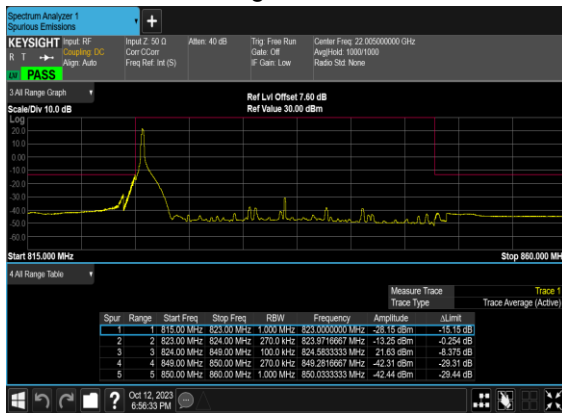 Spectrum Analyzer 1
Spurious Emissions
KEYSIGHT Input: RF Input Z: 50 Ω Atten: 40 dB Trig: Free Run Center Freq: 22.005000000 GHz
R T Coupling: DC Corr CCorr Gate: Off Avg|Hold: 1000/1000
Align: Auto Freq Ref: Int (S) IF Gain: Low Radio Std: None
PASS
3 All Range Graph
Ref Lvl Offset 7.60 dB
Scale/Div 10.0 dB Ref Value 30.00 dBm
Log
20.0
10.0
0.00
-10.0
-20.0
-30.0
-40.0
-50.0
-60.0
Start 815.000 MHz Stop 860.000 MH
4 All Range Table
Measure Trace Trace 1
Trace Type Trace Average (Active)
Spur Range Start Freq Stop Freq RBW Frequency Amplitude ΔLimit
1 1 815.00 MHz 823.00 MHz 1.000 MHz 823.0000000 MHz -28.15 dBm -15.15 dB
2 2 823.00 MHz 824.00 MHz 270.0 kHz 823.9716667 MHz -13.25 dBm -0.254 dB
3 3 824.00 MHz 849.00 MHz 100.0 kHz 824.5833333 MHz 21.63 dBm -8.375 dB
4 4 849.00 MHz 850.00 MHz 270.0 kHz 849.2816667 MHz -42.31 dBm -29.31 dB
5 5 850.00 MHz 860.00 MHz 1.000 MHz 850.0333333 MHz -42.44 dBm -29.44 dB
Oct 12, 2023
6:56:33 PM